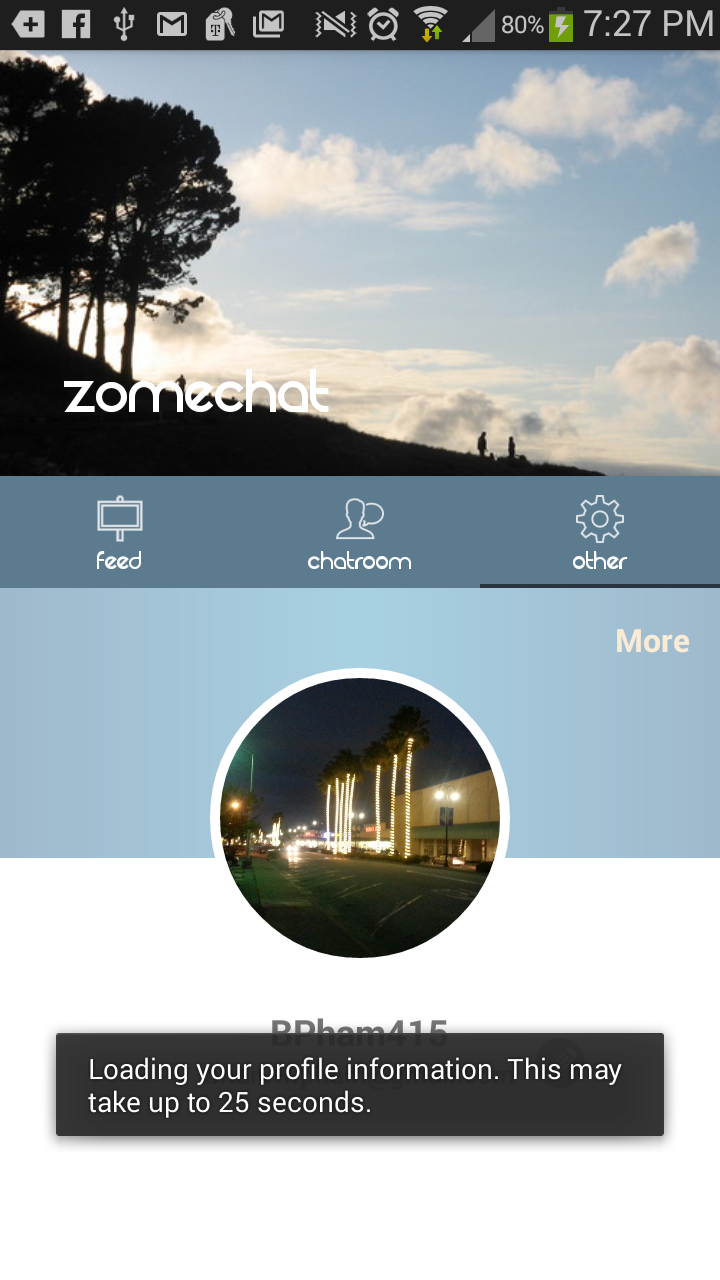 80% 7:27 PM
zomechat
feed chatroom other
More
BPham415
Loading your profile information. This may
take up to 25 seconds.